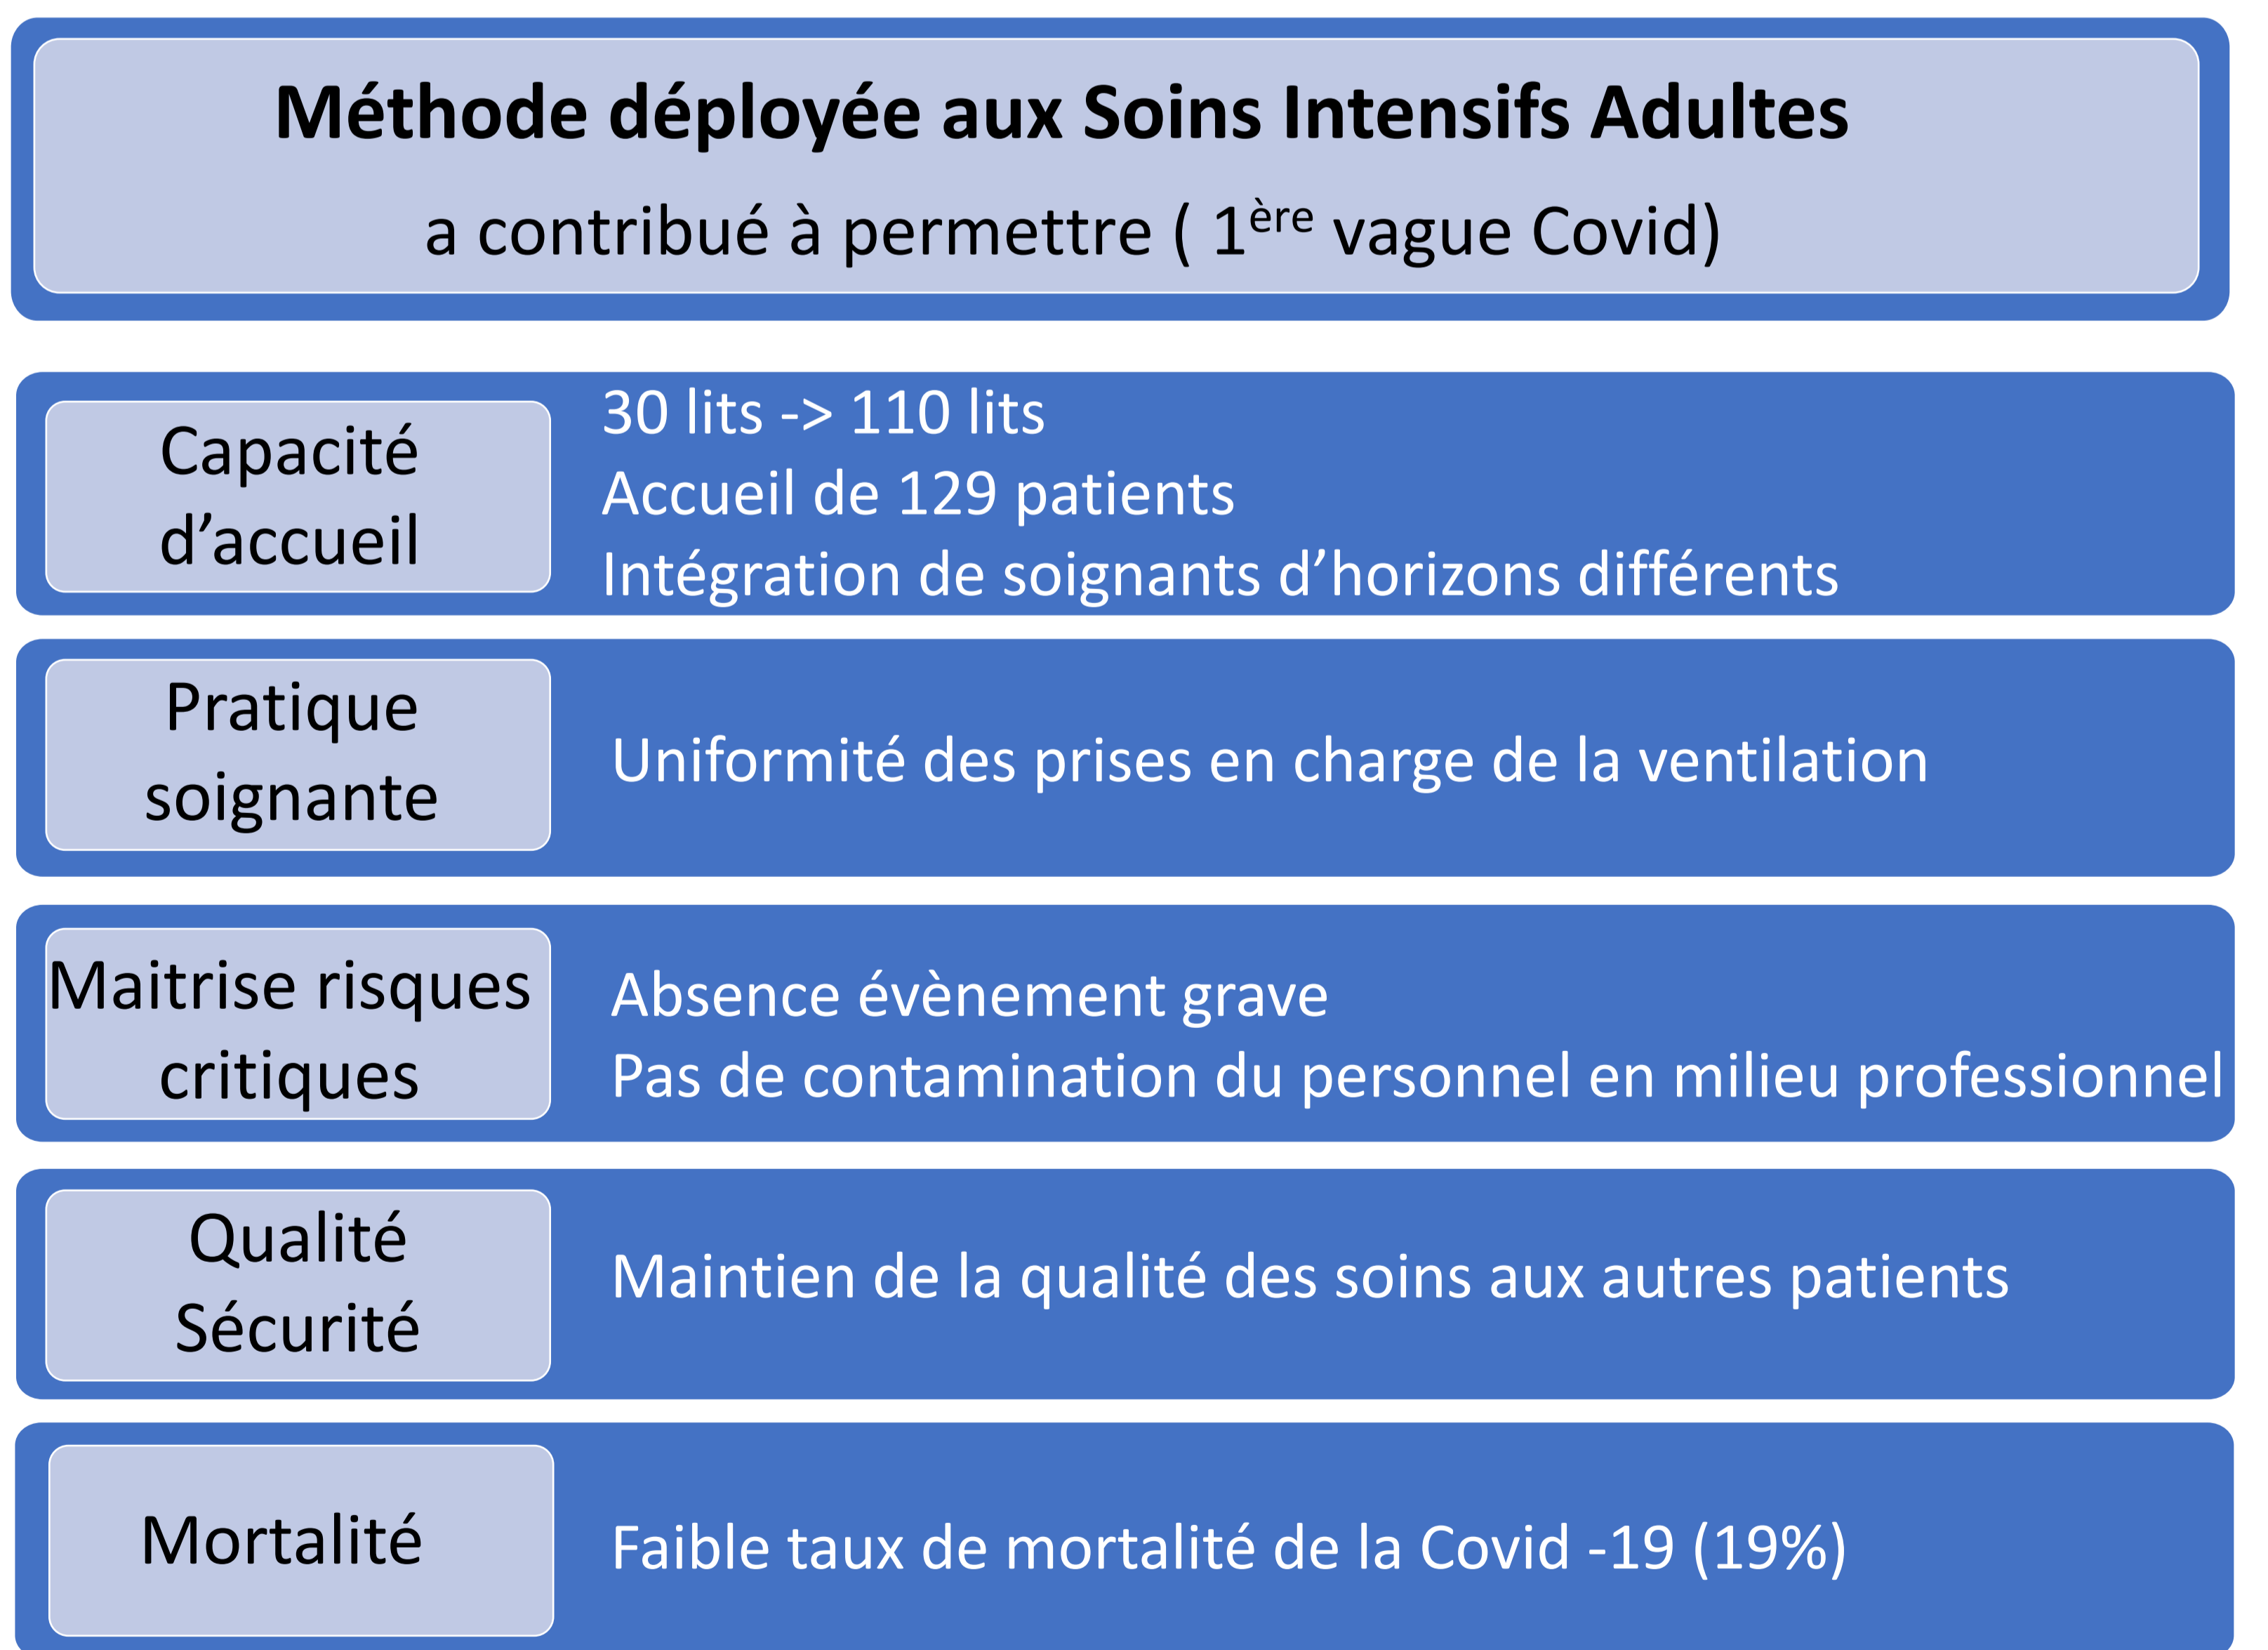 Méthode déployée aux Soins Intensifs Adultes
a contribué à permettre ( 1ère vague Covid)
Capacité
d’accueil
30 lits -> 110 lits
Accueil de 129 patients
Intégration de soignants d’horizons différents
Pratique
soignante
Uniformité des prises en charge de la ventilation
Maitrise risques
critiques
Absence évènement grave
Pas de contamination du personnel en milieu professionnel
Qualité
Sécurité
Maintien de la qualité des soins aux autres patients
Mortalité
Faible taux de mortalité de la Covid -19 (19%)